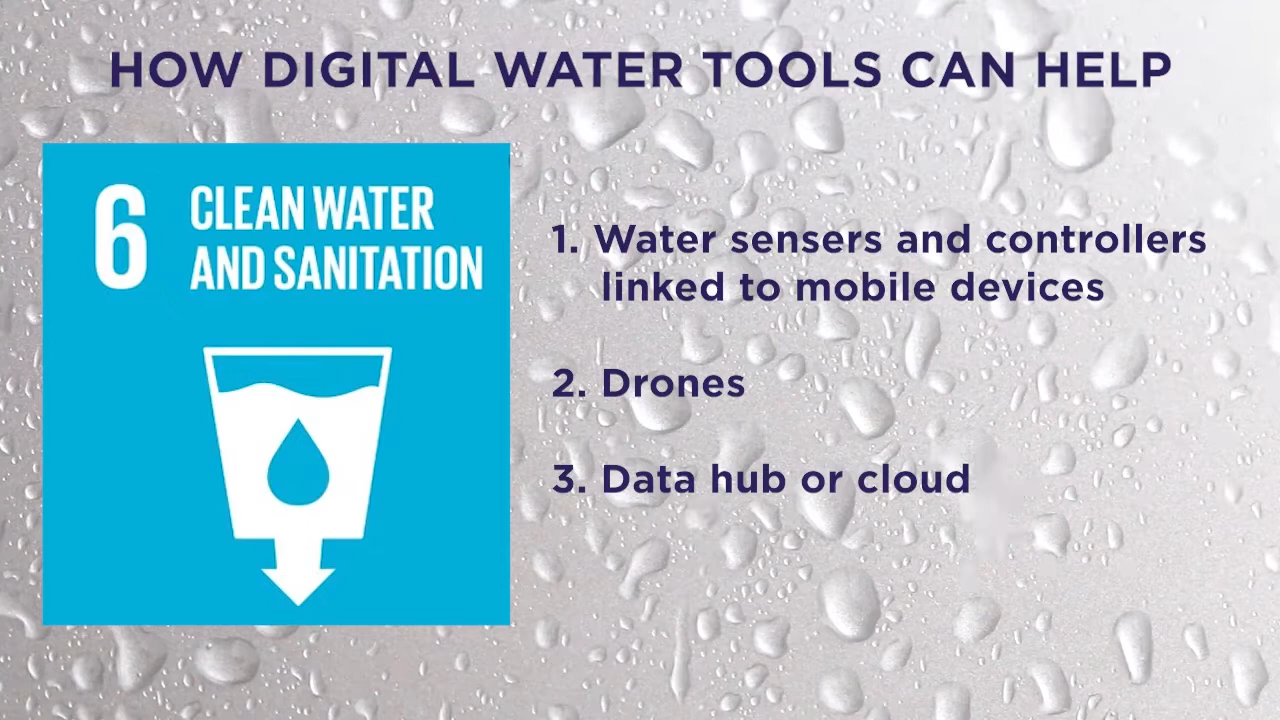 HOW DIGITAL WATER TOOLS CAN HELP
6 CLEAN WATER
AND SANITATION
1. Water sensers and controllers
linked to mobile devices
2. Drones
3. Data hub or cloud